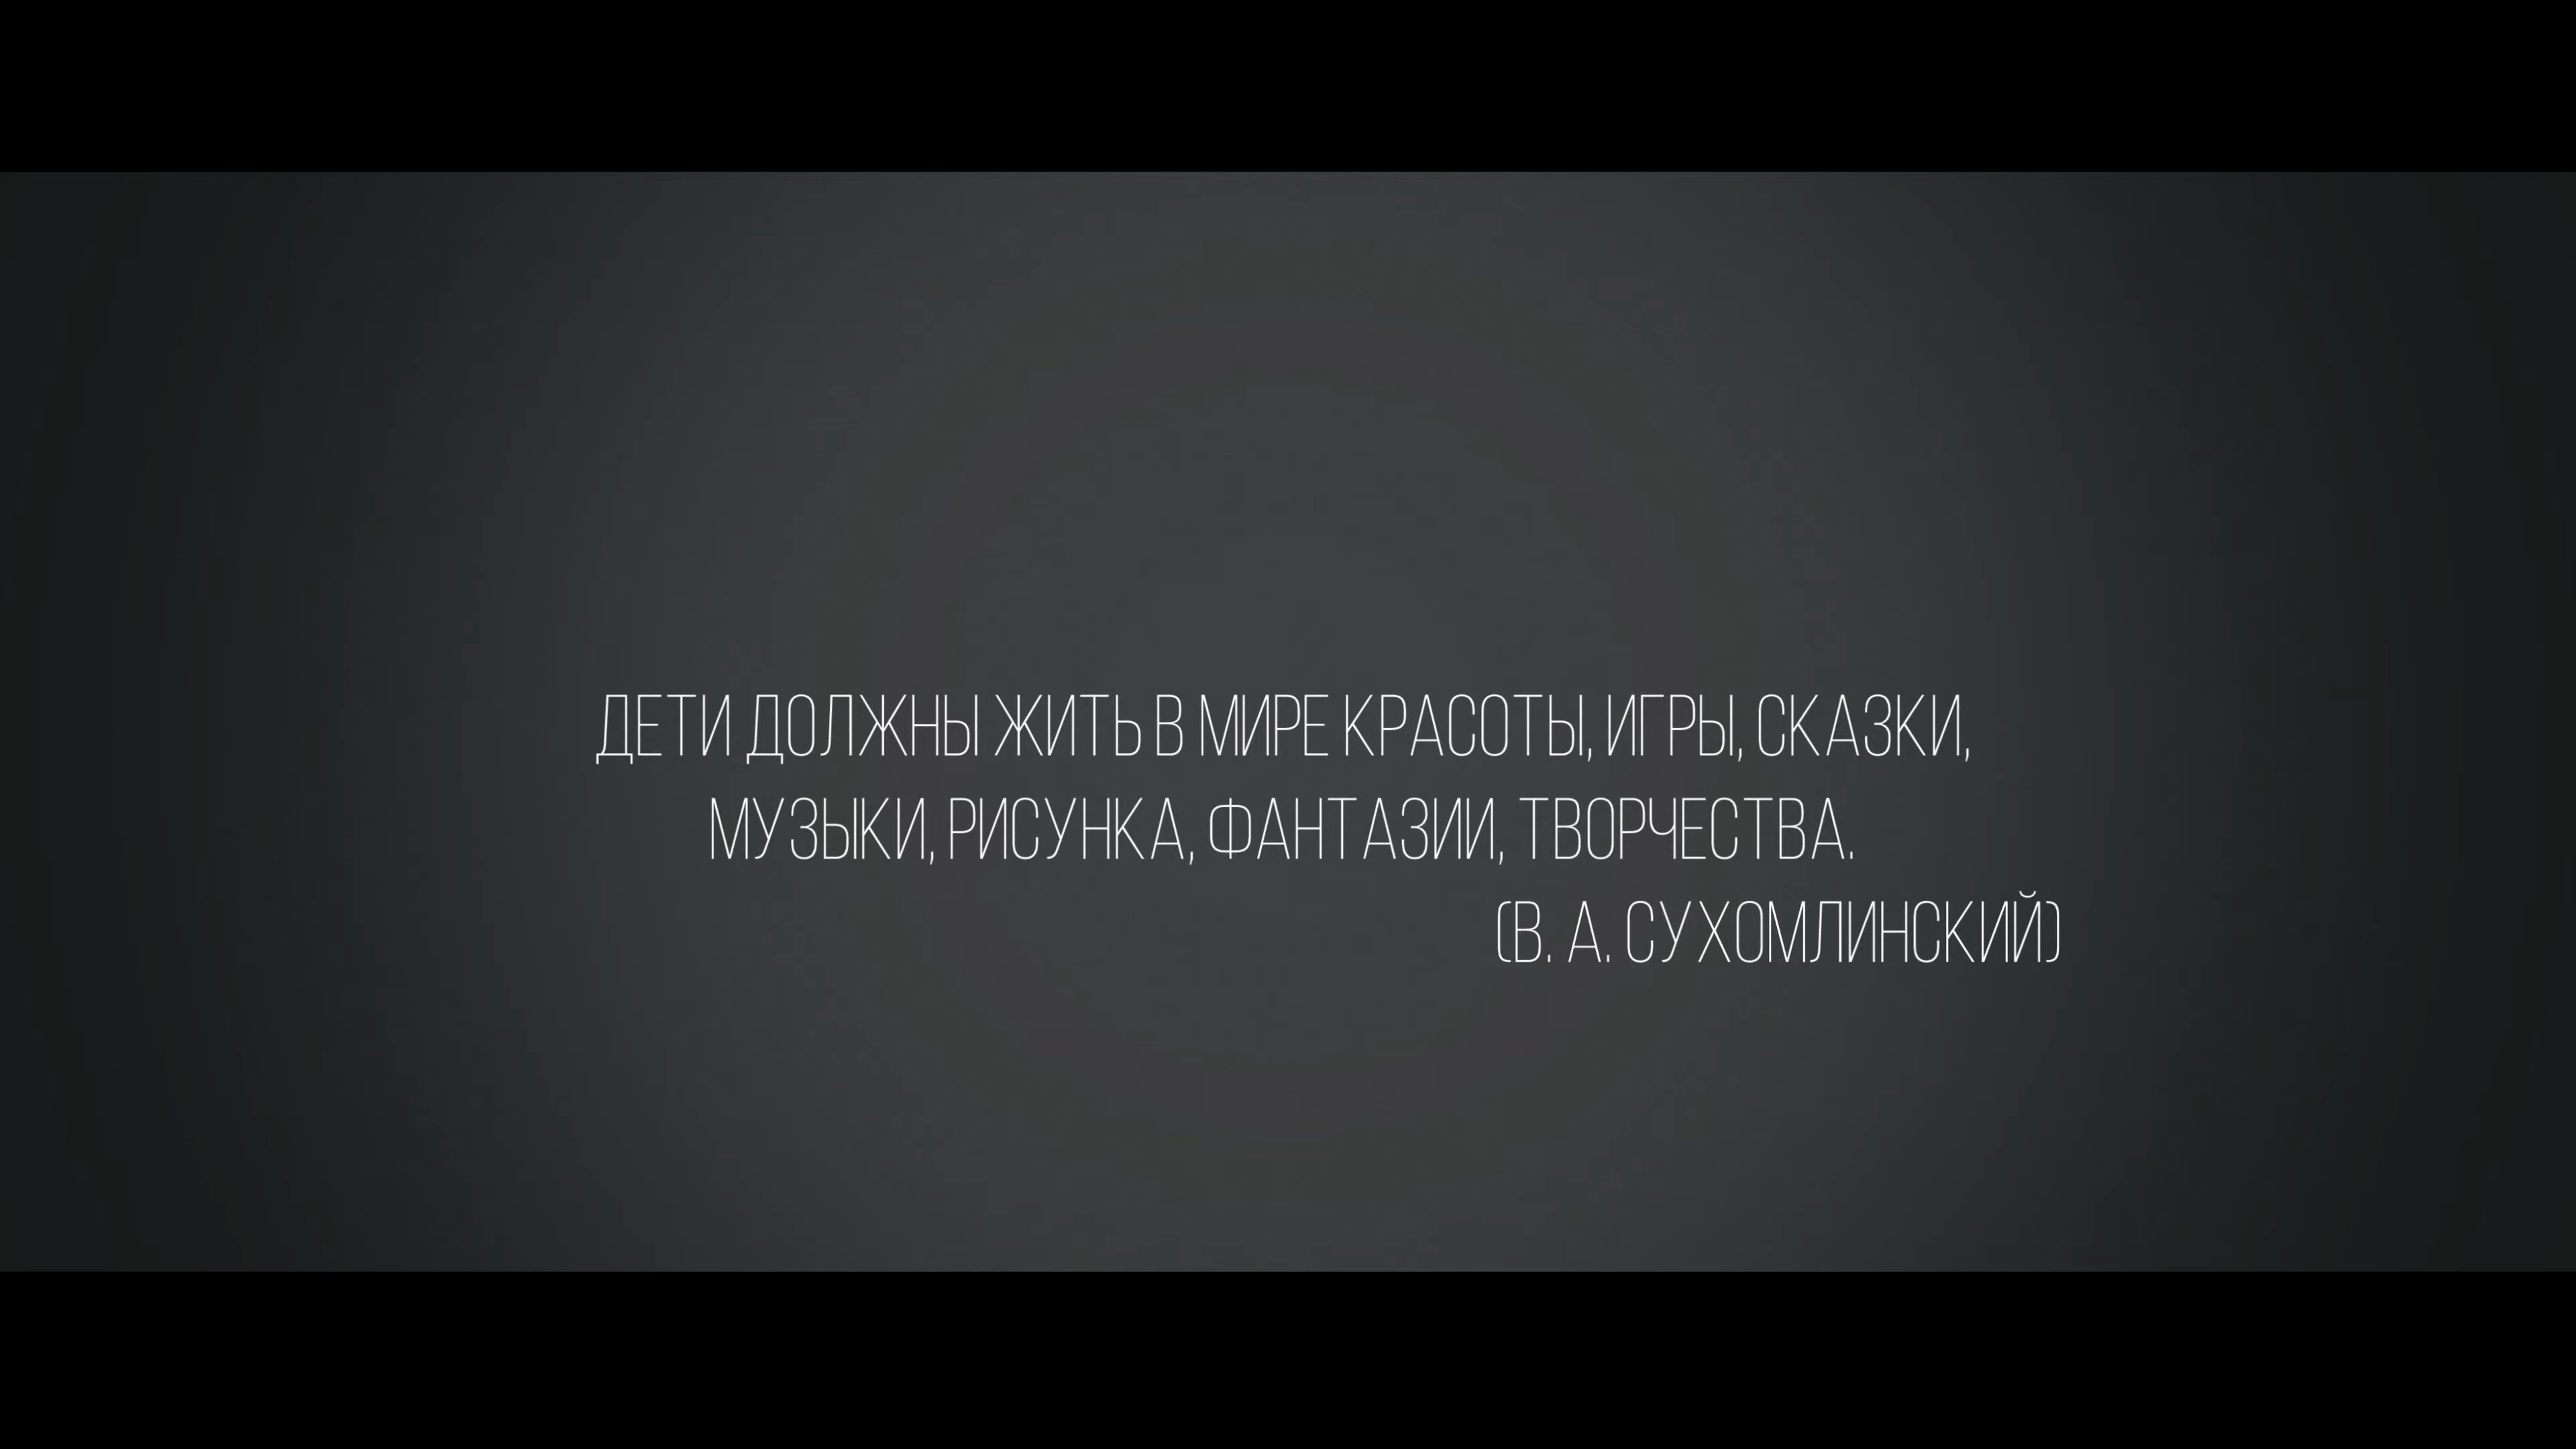 ДЕТИ ДОЛЖНЫ ЖИТЬ В МИРЕ КРАСОТЫ, ИГРЫ, СКАЗКИ,
МУЗЫКИ, РИСУНКА, ФАНТАЗИИ, ТВОРЧЕСТВА.
(В. А. СУХОМЛИНСКИЙ)